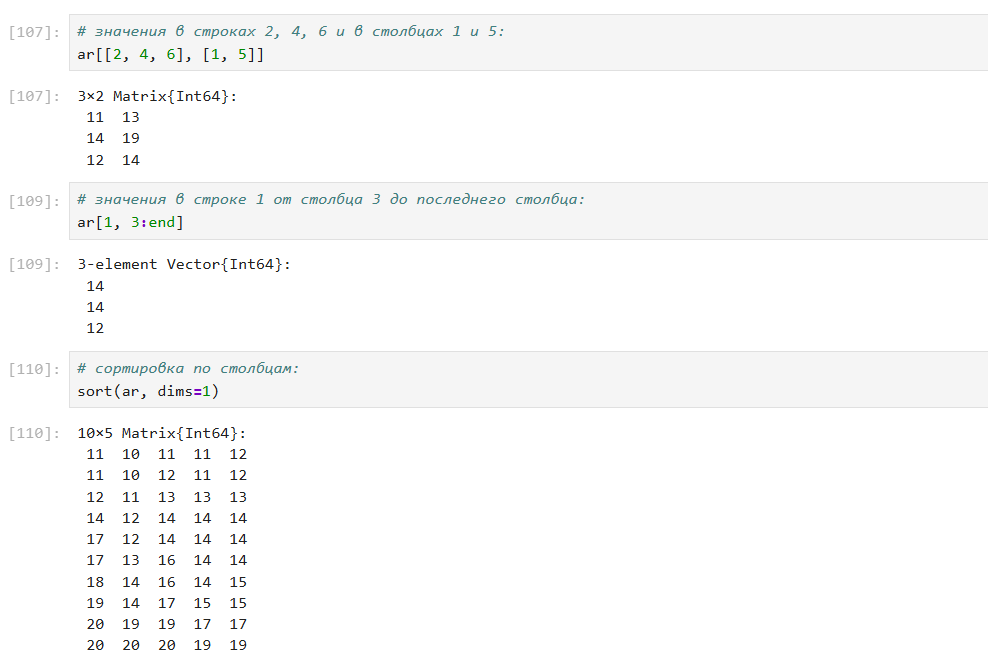 [107]: # значения в строках 2, 4, 6 и в столбцах 1 и 5:
ar[[2, 4, 6], [1, 5]]
[107]: 3×2 Matrix{Int64}:
11 13
14 19
12 14
[109]: # значения в строке 1 от столбца 3 до последнего столбца:
ar[1, 3:end]
[109]: 3-element Vector{Int64}:
14
14
12
[110]: # сортировка по столбцам:
sort(ar, dims=1)
[110]: 10×5 Matrix{Int64}:
11 10 11 11 12
11 10 12 11 12
12 11 13 13 13
14 12 14 14 14
17 12 14 14 14
17 13 16 14 14
18 14 16 14 15
19 14 17 15 15
20 19 19 17 17
20 20 20 19 19